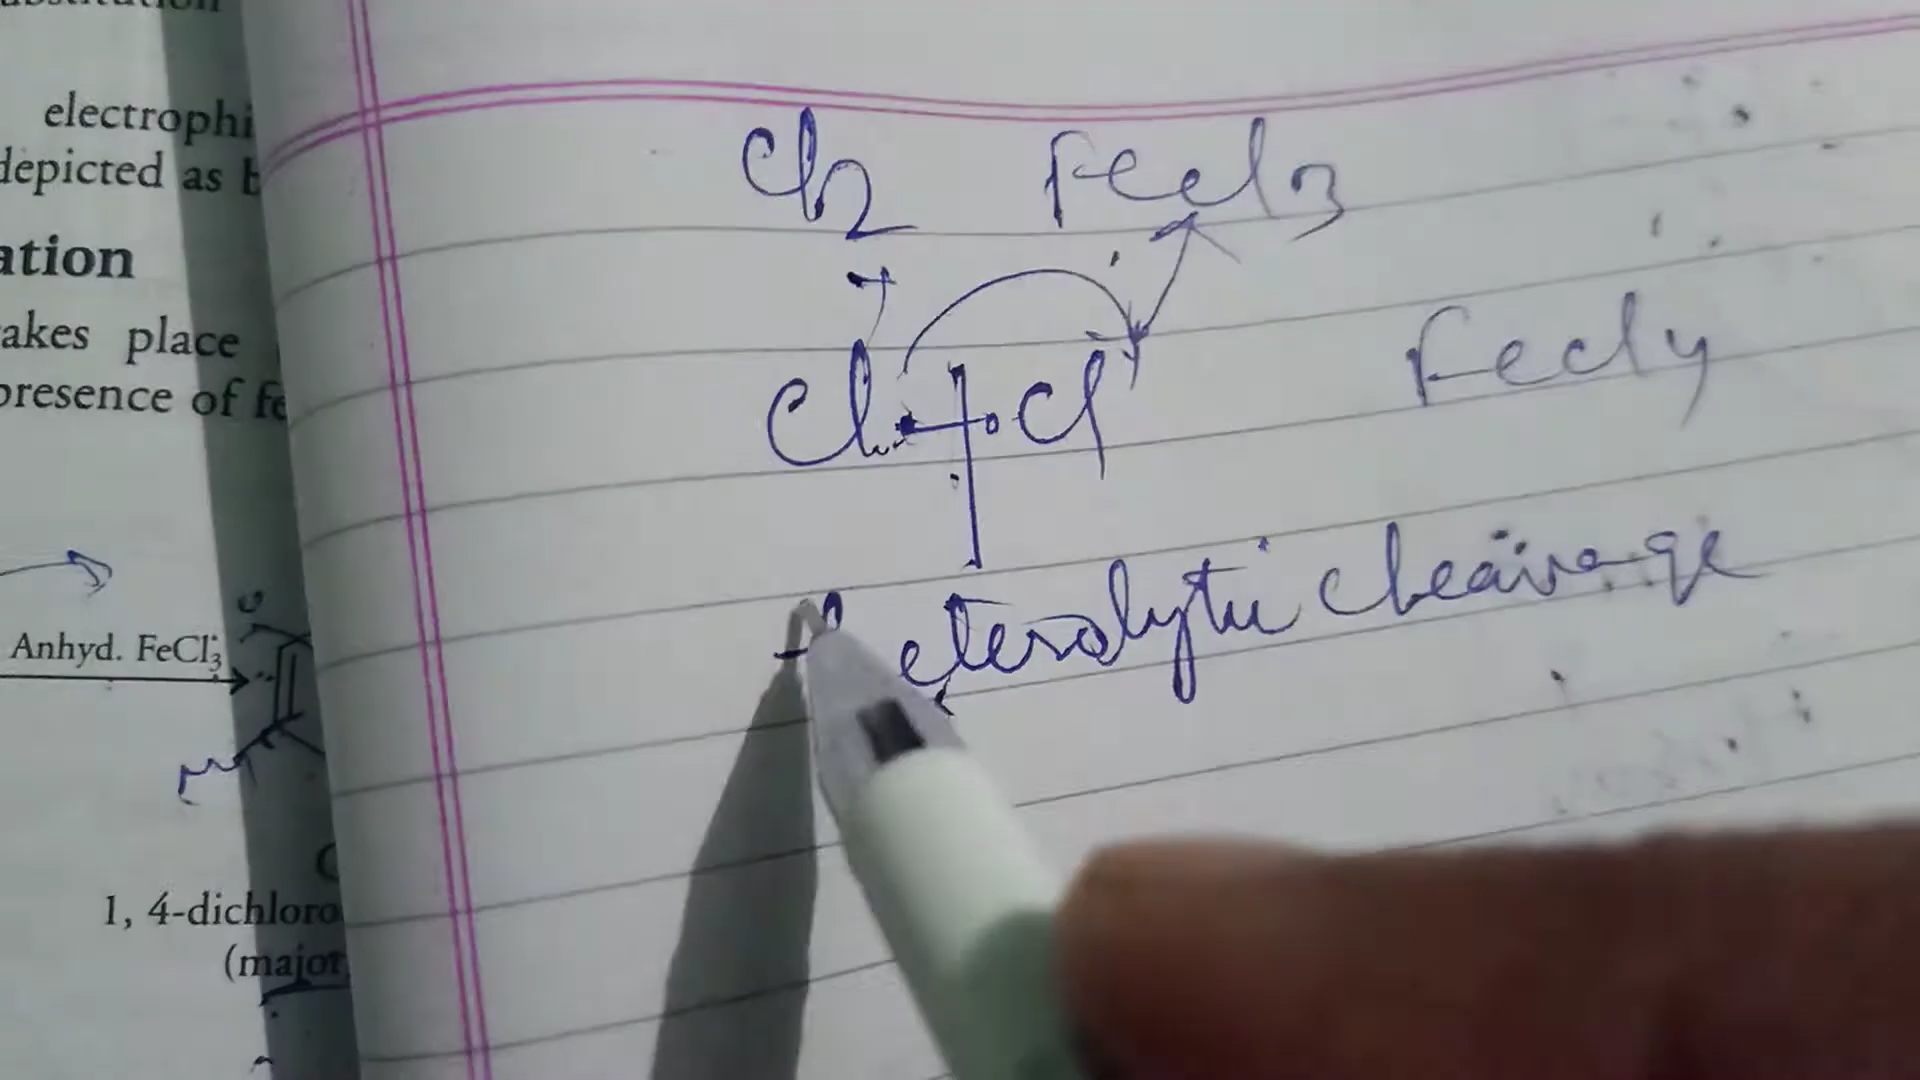 electrophi
depicted as b
ation
akes place
presence of fe
Anhyd. FeCl3
1, 4-dichloro
(major
Cl2 FeCl3
+
Cl Cl FeCl4
Heterolytic cleavage